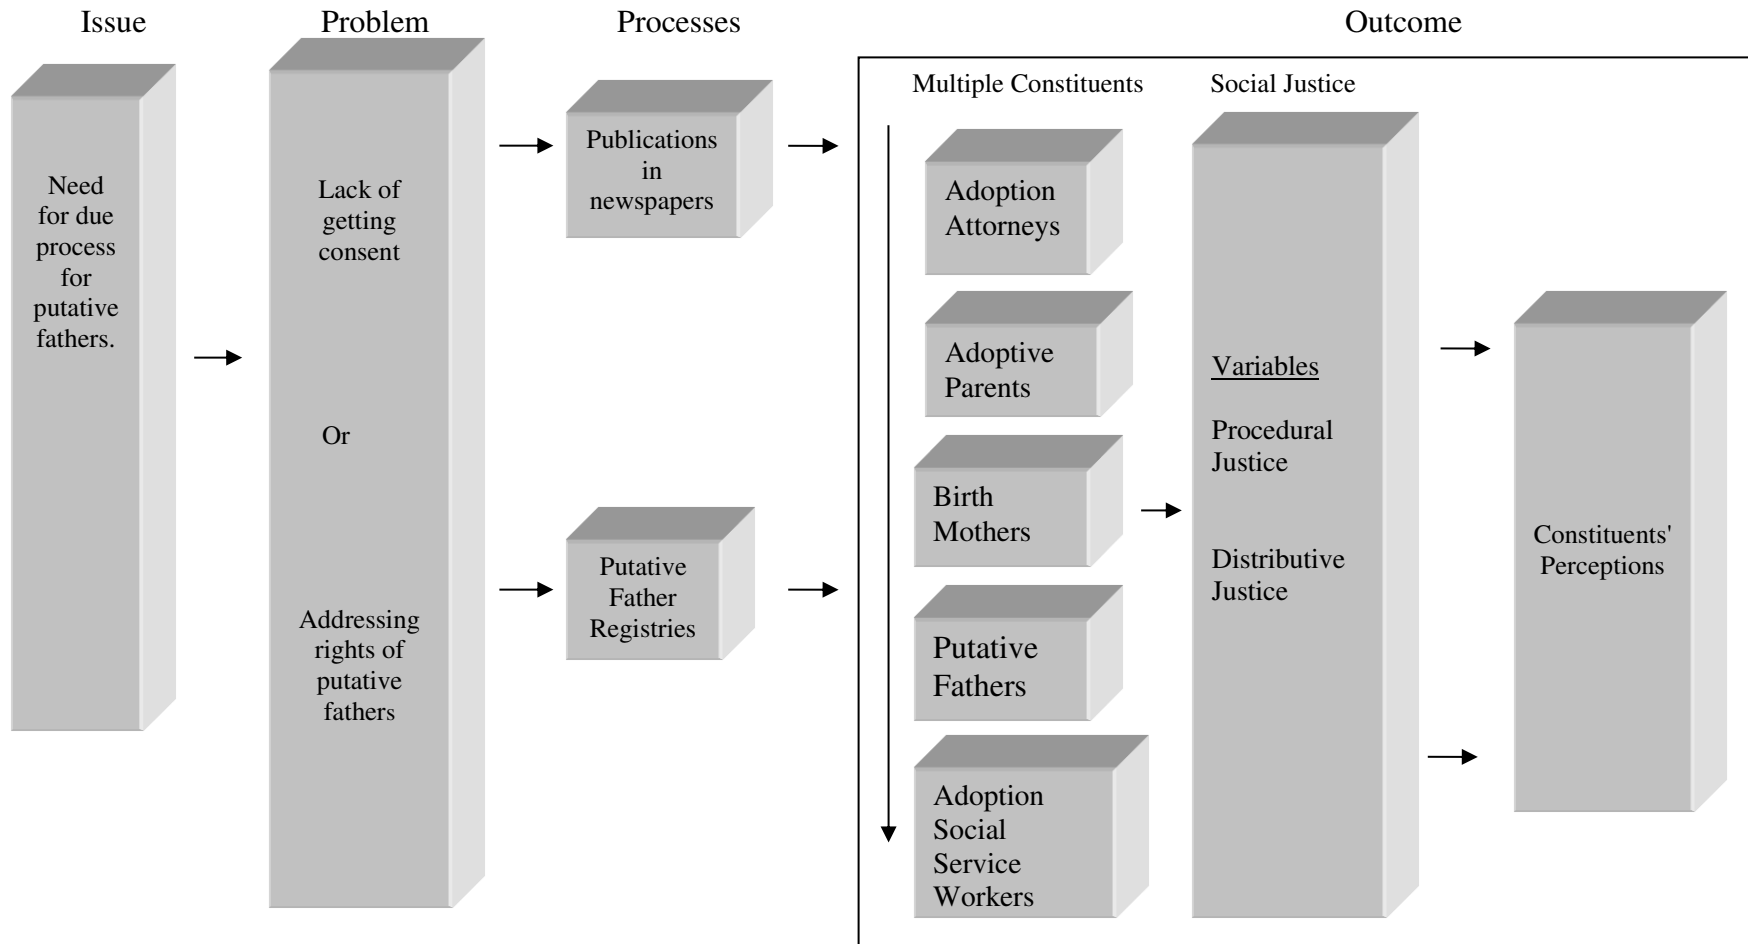 Issue
Problem
Processes
Outcome
Need
for due
process
for
putative
fathers.
Lack of
getting
consent
Or
Addressing
rights of
putative
fathers
Publications
in
newspapers
Putative
Father
Registries
Multiple Constituents
Adoption
Attorneys
Adoptive
Parents
Birth
Mothers
Putative
Fathers
Adoption
Social
Service
Workers
Social Justice
Variables
Procedural
Justice
Distributive
Justice
Constituents'
Perceptions